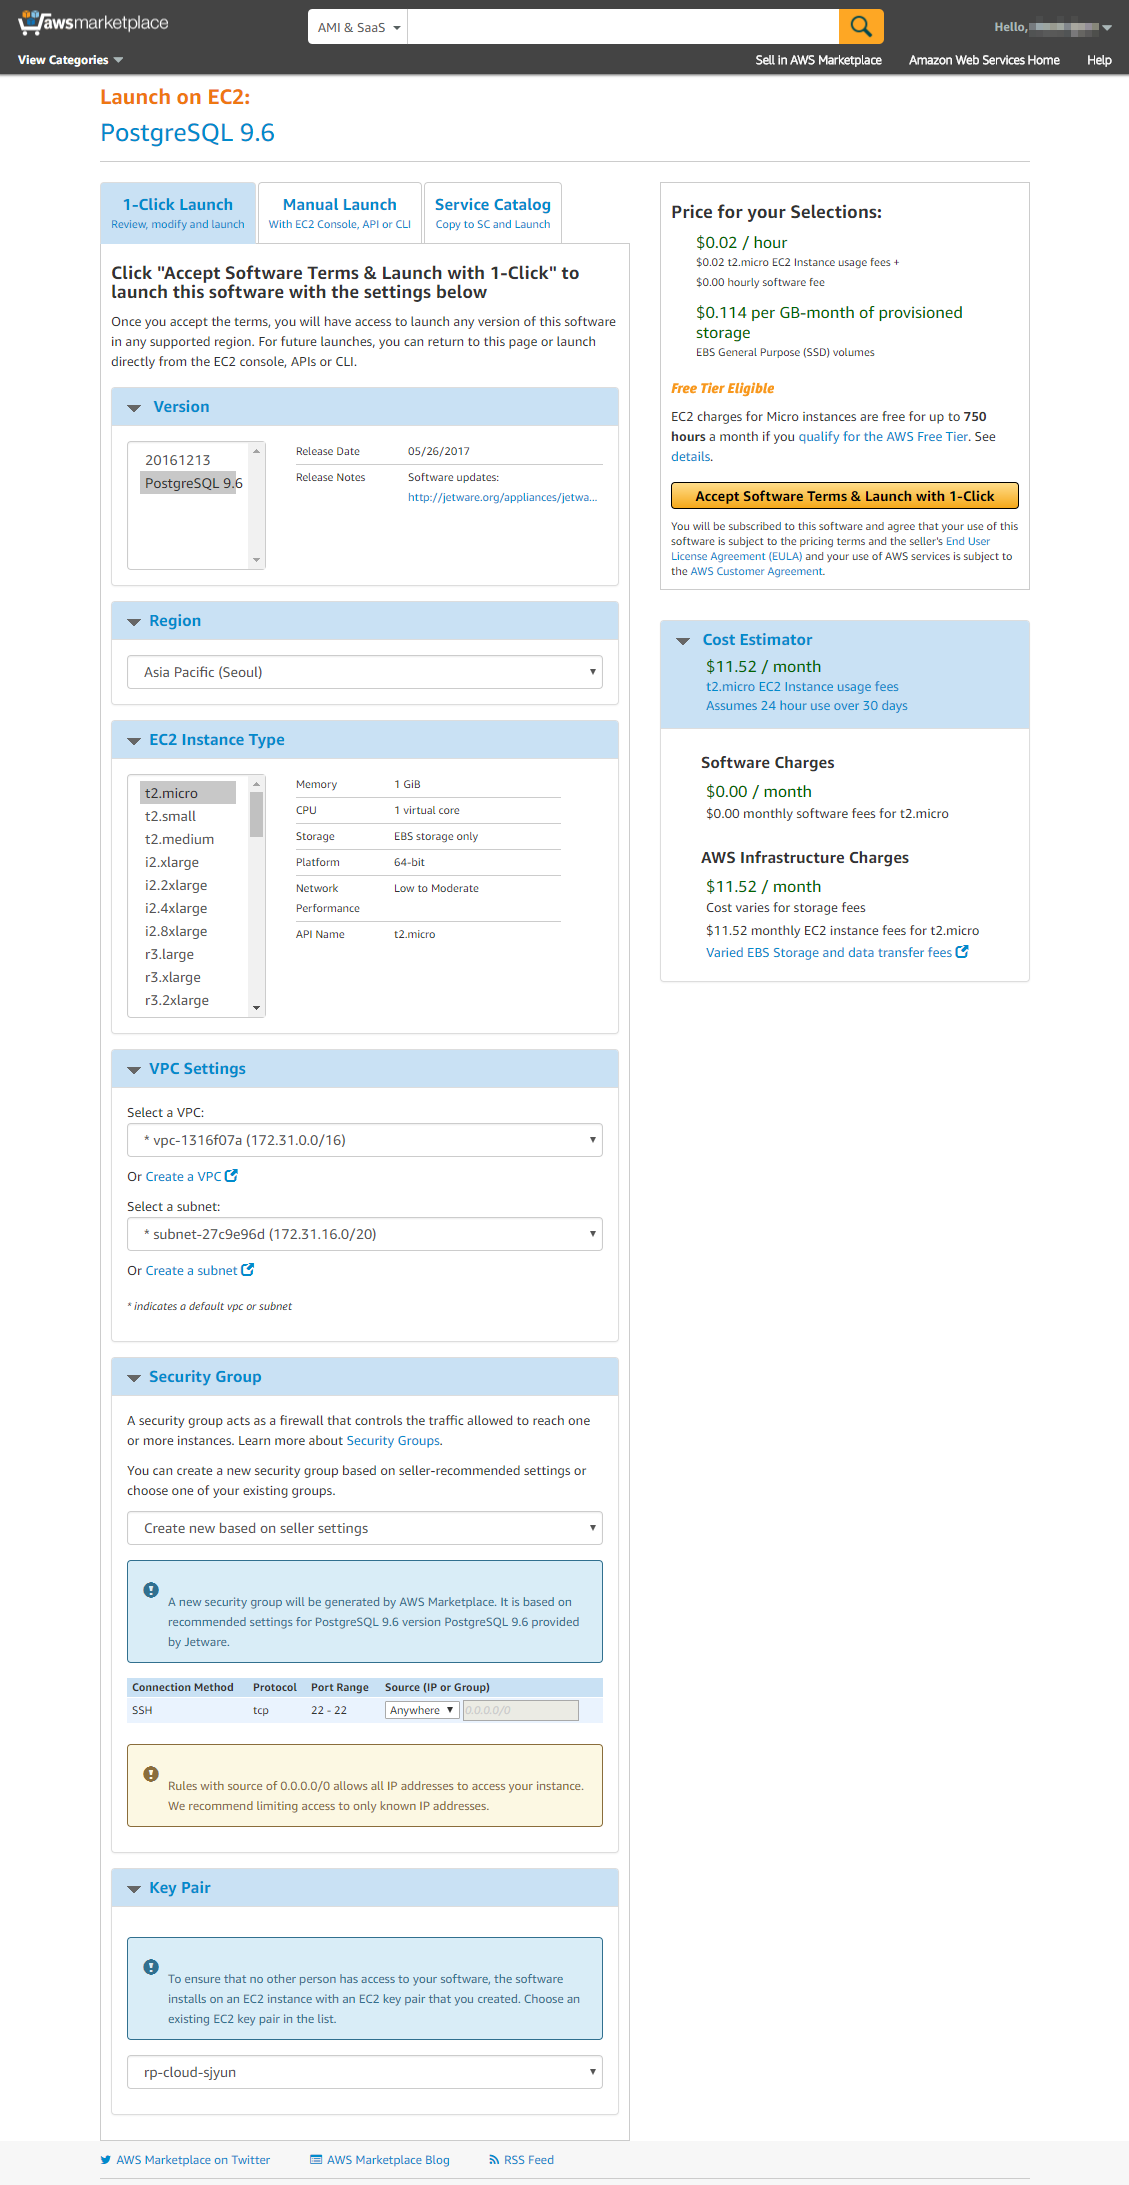 awsmarketplace
AMI & SaaS
Hello,
View Categories
Sell in AWS Marketplace
Amazon Web Services Home
Help
Launch on EC2:
PostgreSQL 9.6
1-Click Launch
Review, modify and launch
Manual Launch
With EC2 Console, API or CLI
Service Catalog
Copy to SC and Launch
Click "Accept Software Terms & Launch with 1-Click" to
launch this software with the settings below
Once you accept the terms, you will have access to launch any version of this software
in any supported region. For future launches, you can return to this page or launch
directly from the EC2 console, APIs or CLI.
Version
20161213
PostgreSQL 9.6
Release Date 05/26/2017
Release Notes Software updates:
http://jetware.org/appliances/jetwa...
Region
Asia Pacific (Seoul)
EC2 Instance Type
t2.micro
t2.small
t2.medium
i2.xlarge
i2.2xlarge
i2.4xlarge
i2.8xlarge
r3.large
r3.xlarge
r3.2xlarge
Memory 1 GiB
CPU 1 virtual core
Storage EBS storage only
Platform 64-bit
Network Low to Moderate
Performance
API Name t2.micro
VPC Settings
Select a VPC:
* vpc-1316f07a (172.31.0.0/16)
Or Create a VPC
Select a subnet:
* subnet-27c9e96d (172.31.16.0/20)
Or Create a subnet
* indicates a default vpc or subnet
Security Group
A security group acts as a firewall that controls the traffic allowed to reach one
or more instances. Learn more about Security Groups.
You can create a new security group based on seller-recommended settings or
choose one of your existing groups.
Create new based on seller settings
A new security group will be generated by AWS Marketplace. It is based on
recommended settings for PostgreSQL 9.6 version PostgreSQL 9.6 provided
by Jetware.
Connection Method Protocol Port Range Source (IP or Group)
SSH tcp 22 - 22 Anywhere 0.0.0.0/0
Rules with source of 0.0.0.0/0 allows all IP addresses to access your instance.
We recommend limiting access to only known IP addresses.
Key Pair
To ensure that no other person has access to your software, the software
installs on an EC2 instance with an EC2 key pair that you created. Choose an
existing EC2 key pair in the list.
rp-cloud-sjyun
Price for your Selections:
$0.02 / hour
$0.02 t2.micro EC2 Instance usage fees +
$0.00 hourly software fee
$0.114 per GB-month of provisioned
storage
EBS General Purpose (SSD) volumes
Free Tier Eligible
EC2 charges for Micro instances are free for up to 750
hours a month if you qualify for the AWS Free Tier. See
details.
Accept Software Terms & Launch with 1-Click
You will be subscribed to this software and agree that your use of this
software is subject to the pricing terms and the seller's End User
License Agreement (EULA) and your use of AWS services is subject to
the AWS Customer Agreement.
Cost Estimator
$11.52 / month
t2.micro EC2 Instance usage fees
Assumes 24 hour use over 30 days
Software Charges
$0.00 / month
$0.00 monthly software fees for t2.micro
AWS Infrastructure Charges
$11.52 / month
Cost varies for storage fees
$11.52 monthly EC2 instance fees for t2.micro
Varied EBS Storage and data transfer fees
AWS Marketplace on Twitter
AWS Marketplace Blog
RSS Feed